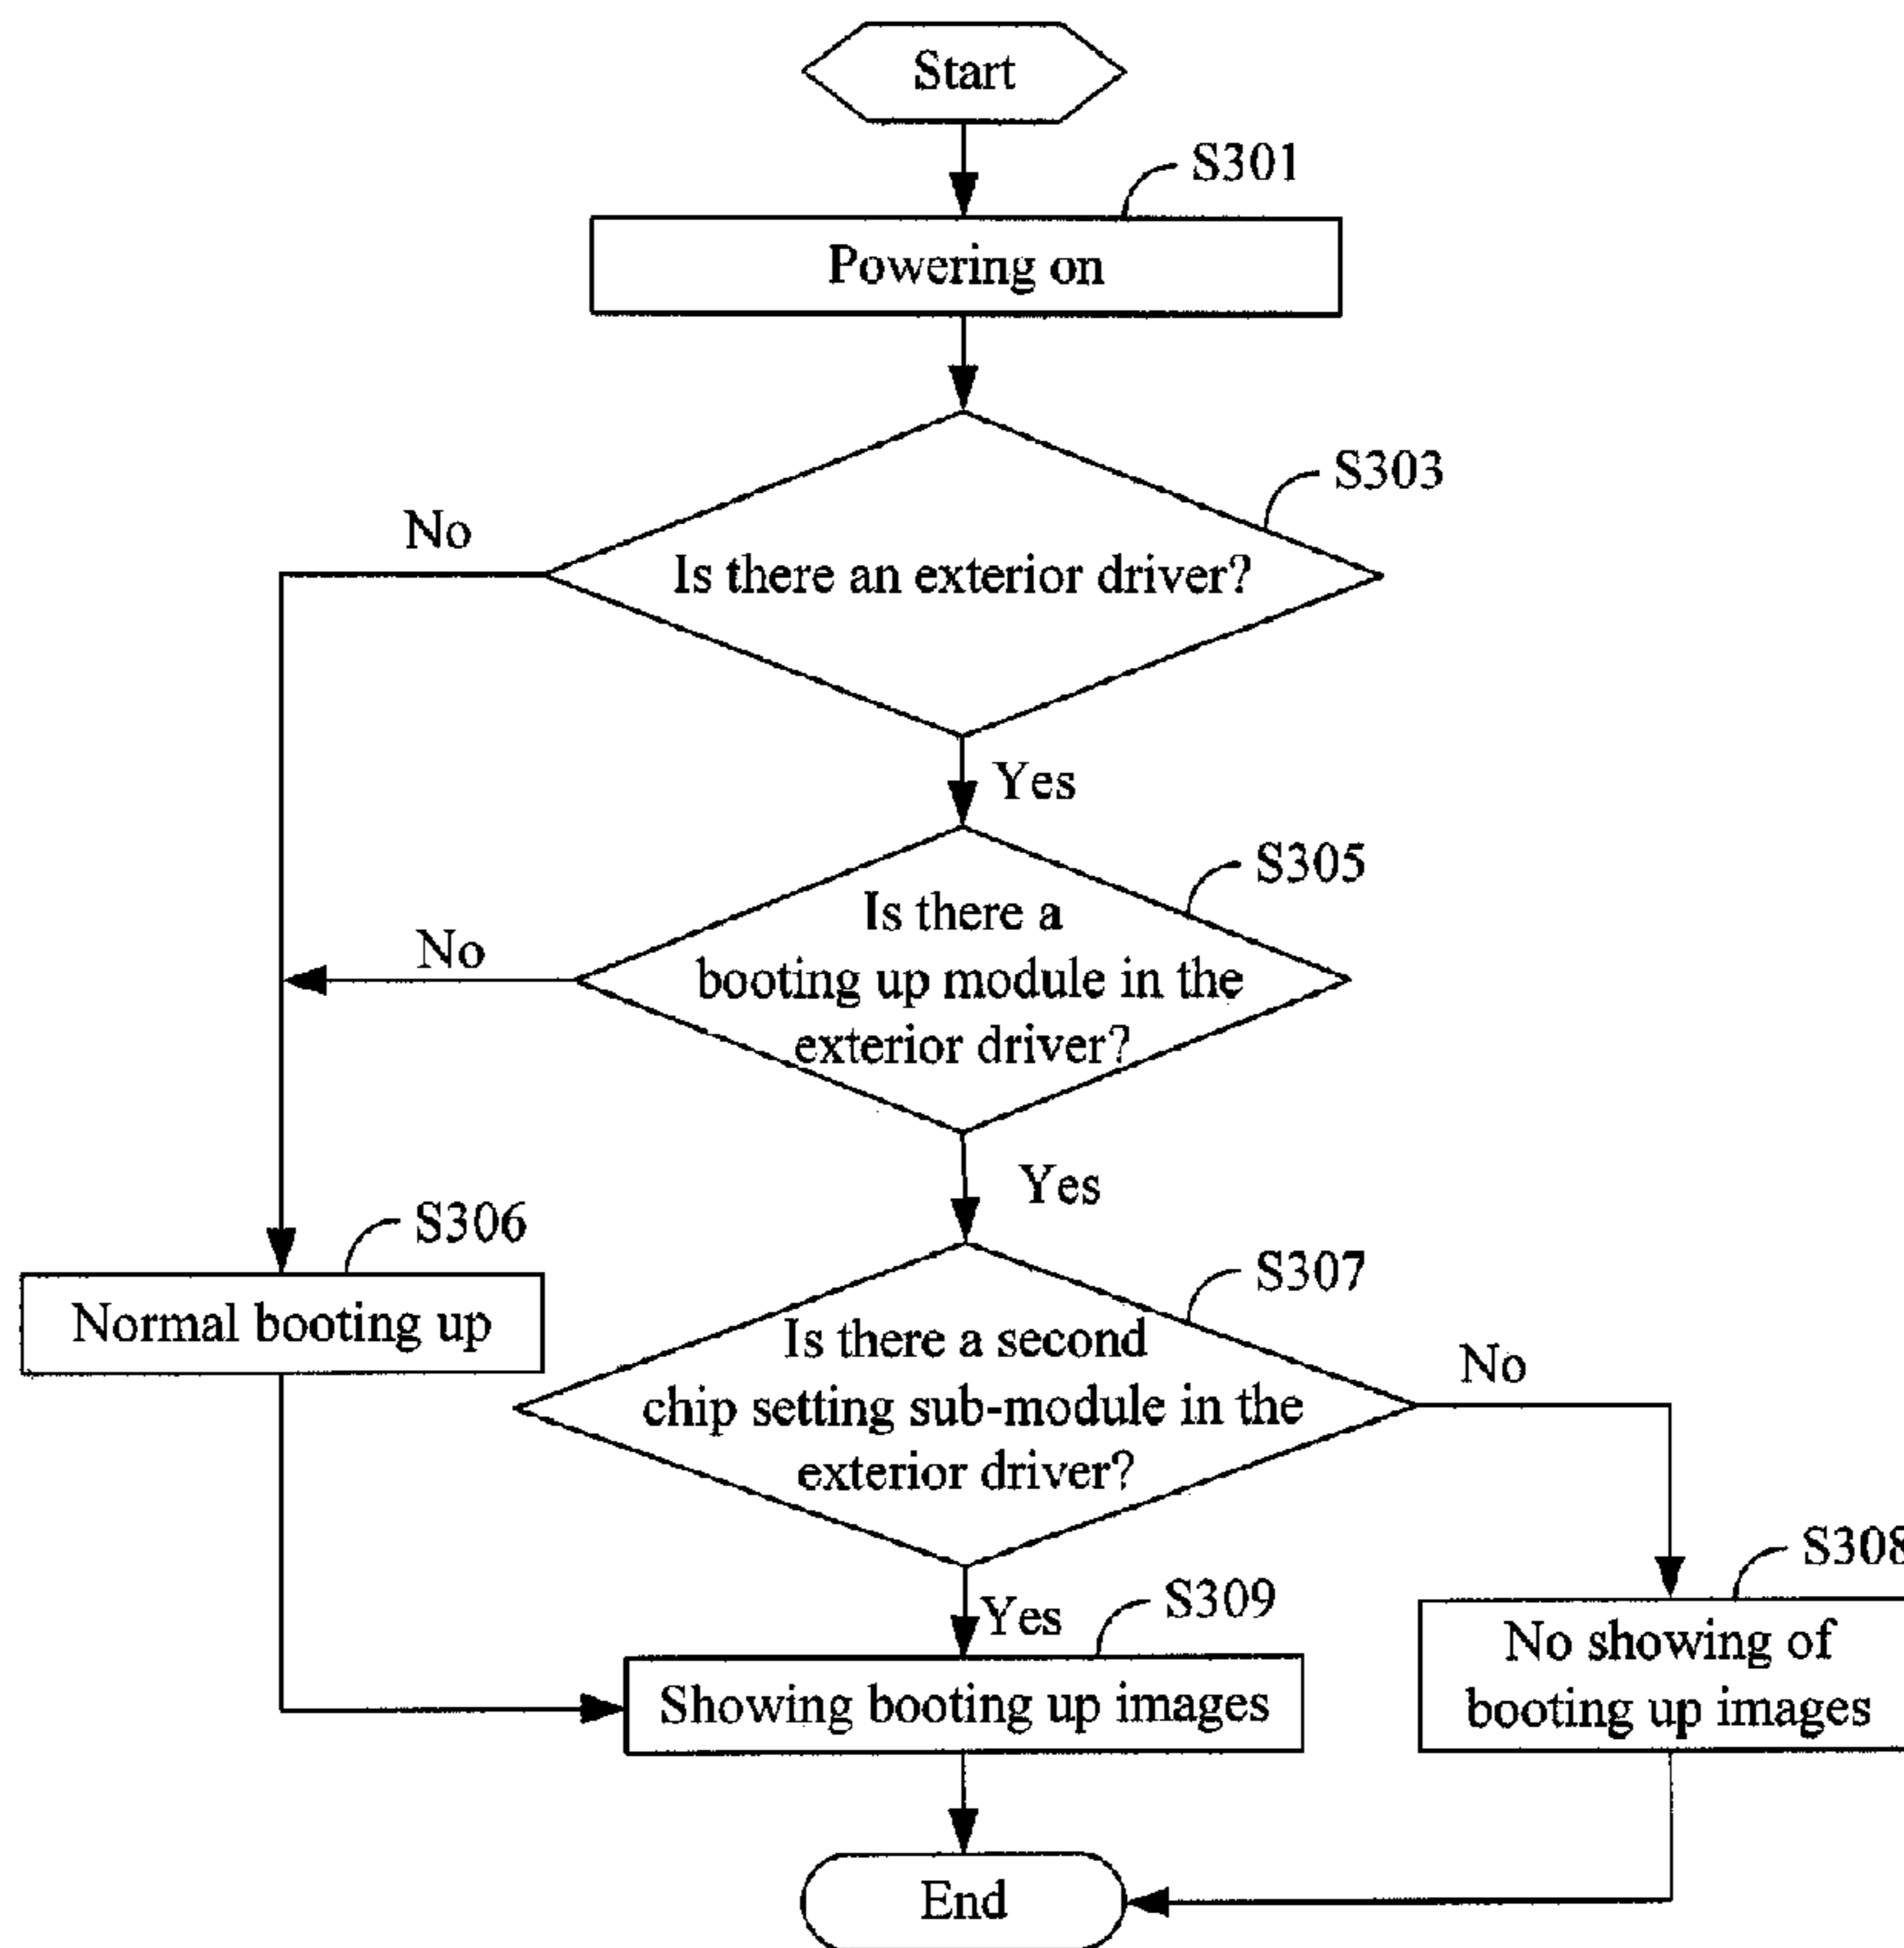 Start
S301
Powering on
S303
No
Is there an exterior driver?
Yes
S305
Is there a
No
booting up module in the
exterior driver?
Yes
S306
S307
Normal booting up
Is there a second
No
chip setting sub-module in the
exterior driver?
S308
Yes
S309
No showing of
Showing booting up images
booting up images
End